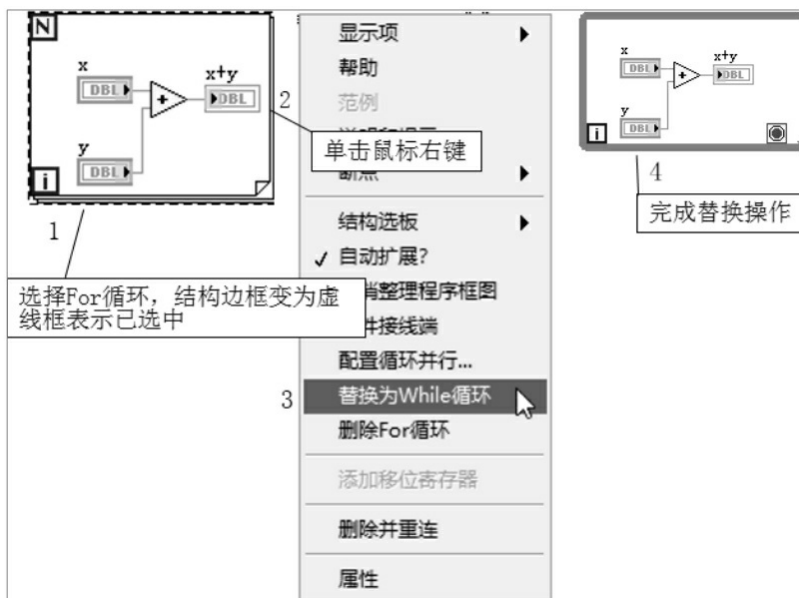 N
x
DBL
x+y
DBL
y
DBL
i
1
选择For循环，结构边框变为虚
线框表示已选中
2
单击鼠标右键
显示项
帮助
范例
断点
结构选板
✓ 自动扩展?
整理程序框图
件接线端
配置循环并行...
3
替换为While循环
删除For循环
添加移位寄存器
删除并重连
属性
x
DBL
x+y
DBL
y
DBL
i
4
完成替换操作